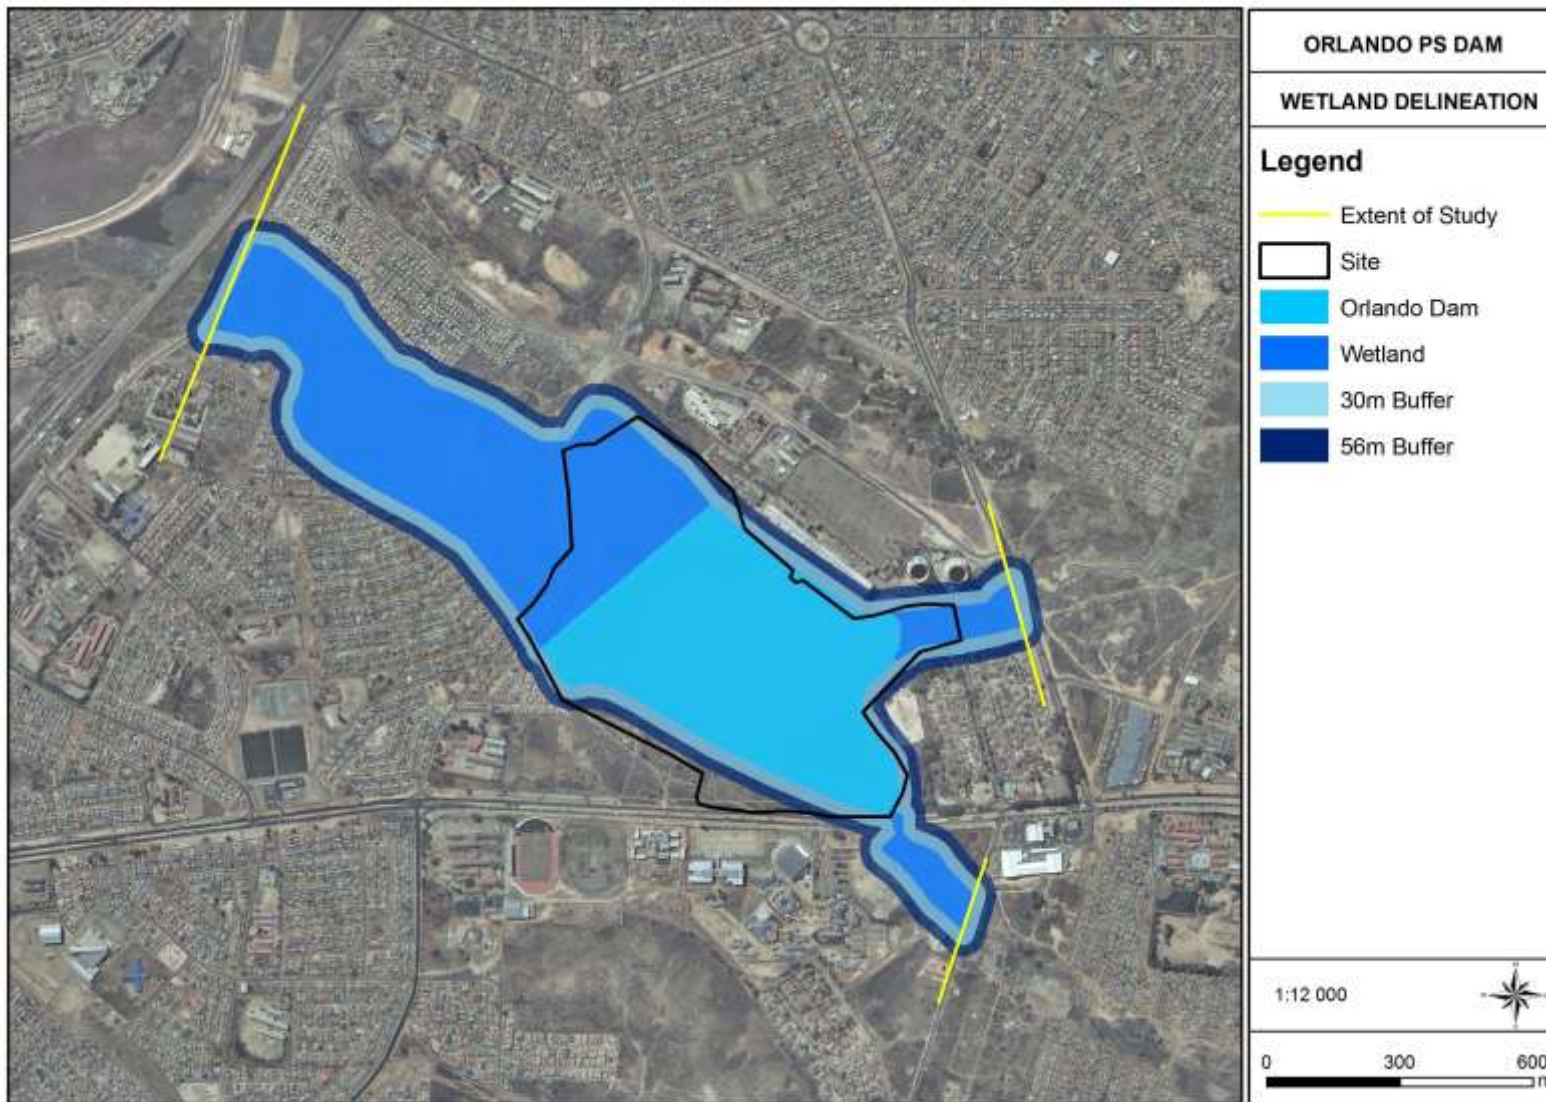 ORLANDO PS DAM
WETLAND DELINEATION
Legend
Extent of Study
Site
Orlando Dam
Wetland
30m Buffer
56m Buffer
1:12 000
0 300 600